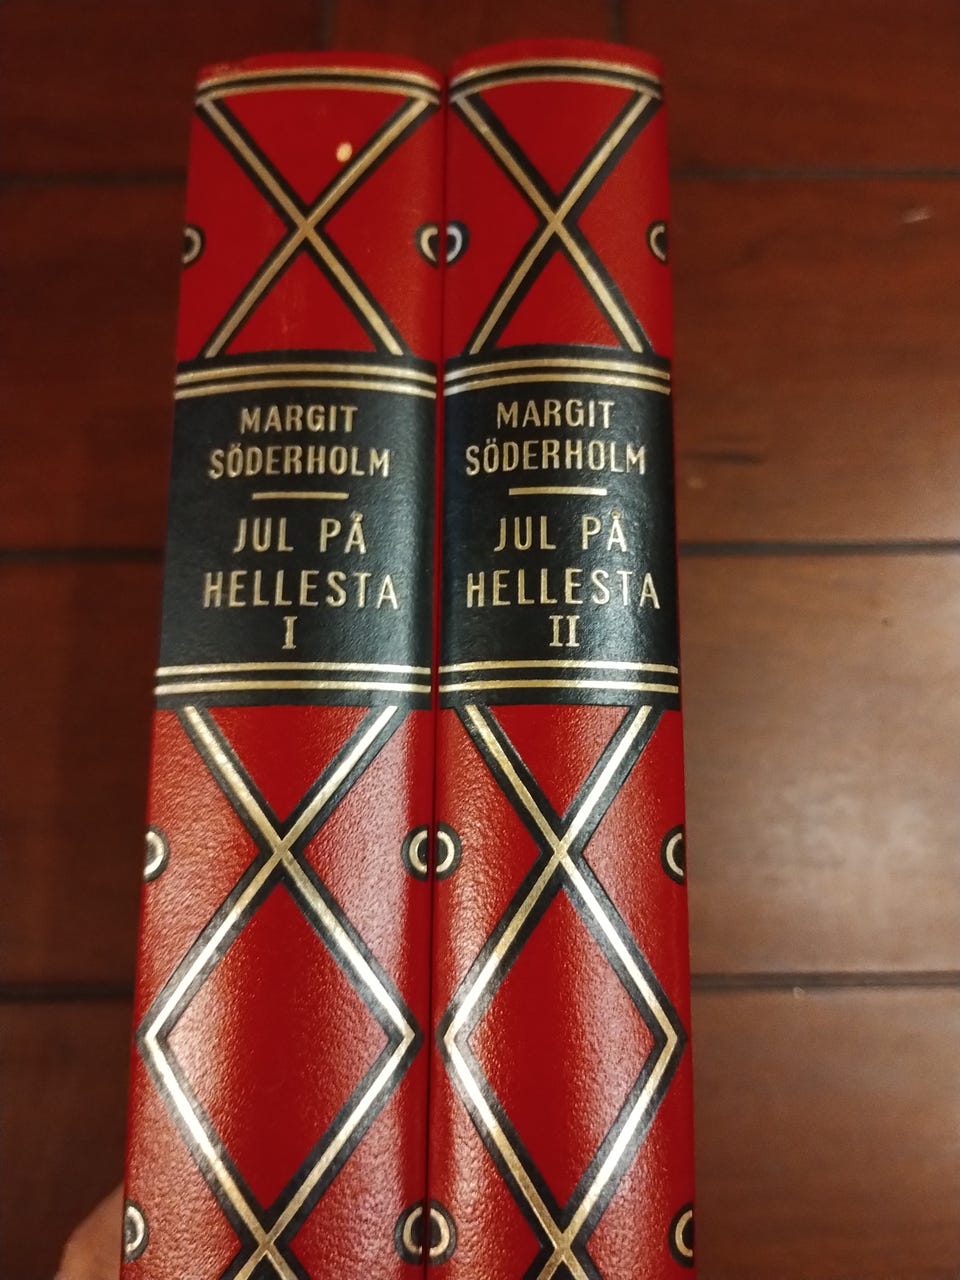 MARGIT
SÖDERHOLM
JUL PÅ
HELLESTA
I
MARGIT
SÖDERHOLM
JUL PÅ
HELLESTA
II